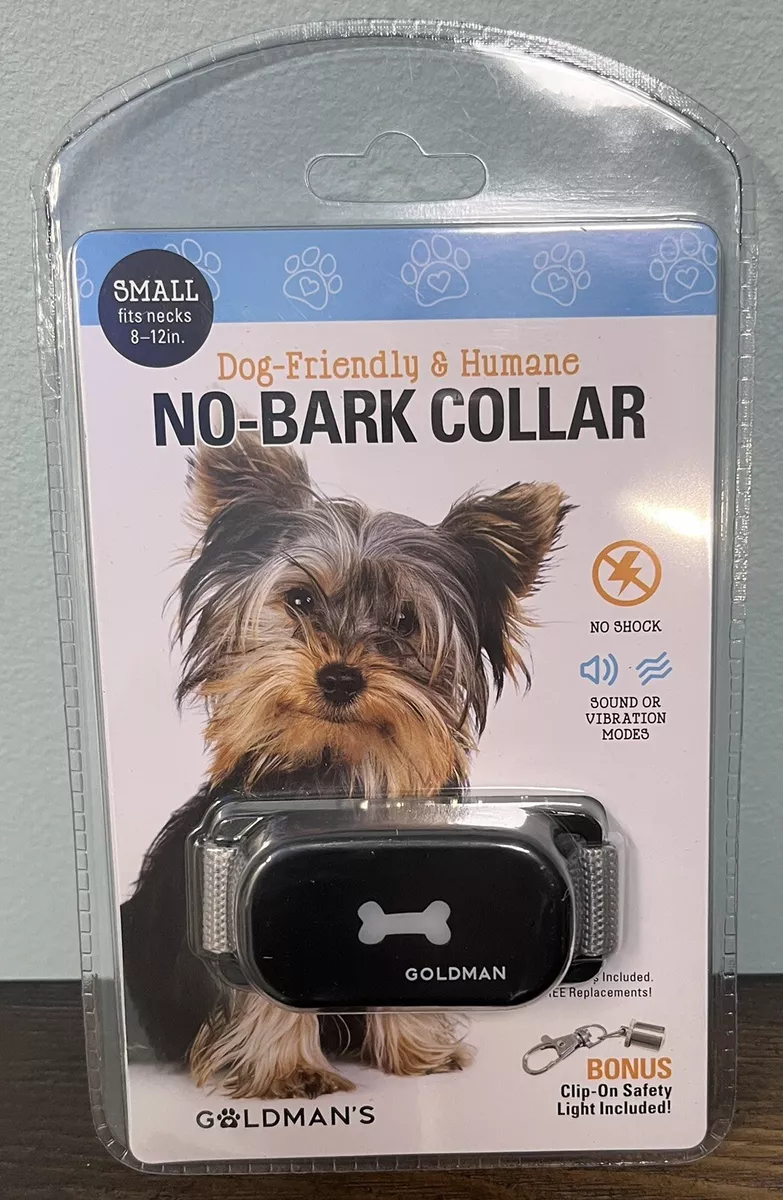 SMALL
fits necks
8–12in.
Dog-Friendly & Humane
NO-BARK COLLAR
NO SHOCK
SOUND OR
VIBRATION
MODES
GOLDMAN
Included.
Replacements!
BONUS
Clip-On Safety
Light Included!
GOLDMAN'S